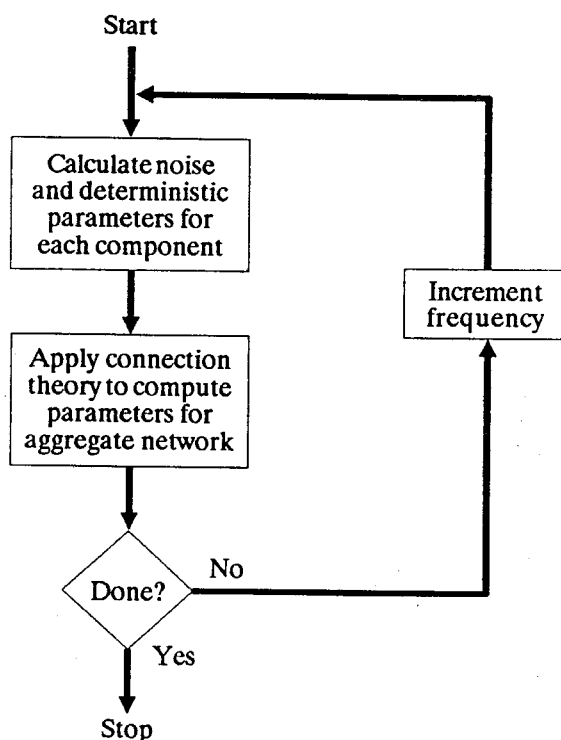 Start
Calculate noise
and deterministic
parameters for
each component
Increment
frequency
Apply connection
theory to compute
parameters for
aggregate network
Done?
No
Yes
Stop